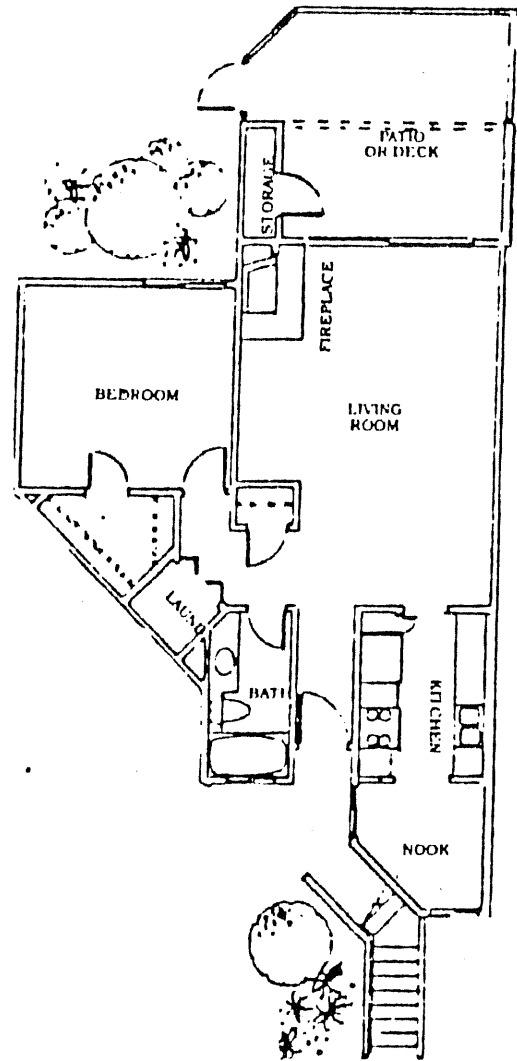 PATIO
OR DECK
STORAGE
FIREPLACE
BEDROOM
LIVING
ROOM
LAUND
BATH
KITCHEN
NOOK